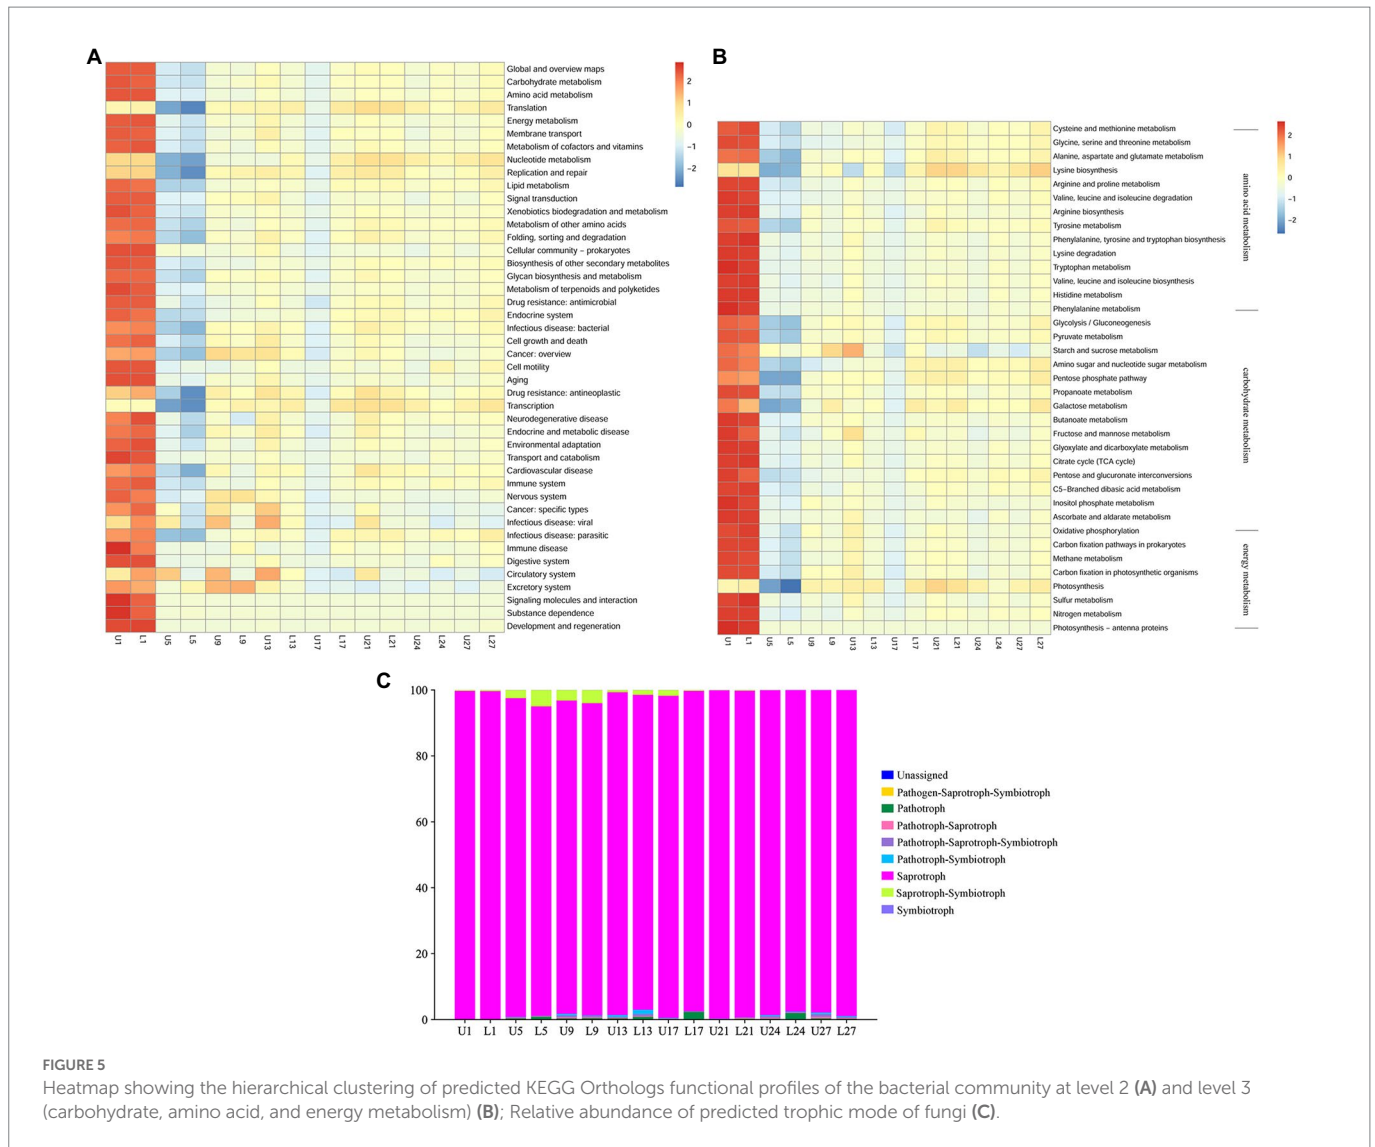 A
Global and overview maps
Carbohydrate metabolism
Amino acid metabolism
Translation
Energy metabolism
Membrane transport
Metabolism of cofactors and vitamins
Nucleotide metabolism
Replication and repair
Lipid metabolism
Signal transduction
Xenobiotics biodegradation and metabolism
Metabolism of other amino acids
Folding, sorting and degradation
Cellular community – prokaryotes
Biosynthesis of other secondary metabolites
Glycan biosynthesis and metabolism
Metabolism of terpenoids and polyketides
Drug resistance: antimicrobial
Endocrine system
Infectious disease: bacterial
Cell growth and death
Cancer: overview
Cell motility
Aging
Drug resistance: antineoplastic
Transcription
Neurodegenerative disease
Endocrine and metabolic disease
Environmental adaptation
Transport and catabolism
Cardiovascular disease
Immune system
Nervous system
Cancer: specific types
Infectious disease: viral
Infectious disease: parasitic
Immune disease
Digestive system
Circulatory system
Excretory system
Signaling molecules and interaction
Substance dependence
Development and regeneration
U1 L1 U5 L5 U9 L9 U13 L13 U17 L17 U21 L21 U24 L24 U27 L27
2
1
0
−1
−2
B
Cysteine and methionine metabolism
Glycine, serine and threonine metabolism
Alanine, aspartate and glutamate metabolism
Lysine biosynthesis
Arginine and proline metabolism
Valine, leucine and isoleucine degradation
Arginine biosynthesis
Tyrosine metabolism
Phenylalanine, tyrosine and tryptophan biosynthesis
Lysine degradation
Tryptophan metabolism
Valine, leucine and isoleucine biosynthesis
Histidine metabolism
Phenylalanine metabolism
Glycolysis / Gluconeogenesis
Pyruvate metabolism
Starch and sucrose metabolism
Amino sugar and nucleotide sugar metabolism
Pentose phosphate pathway
Propanoate metabolism
Galactose metabolism
Butanoate metabolism
Fructose and mannose metabolism
Glyoxylate and dicarboxylate metabolism
Citrate cycle (TCA cycle)
Pentose and glucuronate interconversions
C5−Branched dibasic acid metabolism
Inositol phosphate metabolism
Ascorbate and aldarate metabolism
Oxidative phosphorylation
Carbon fixation pathways in prokaryotes
Methane metabolism
Carbon fixation in photosynthetic organisms
Photosynthesis
Sulfur metabolism
Nitrogen metabolism
Photosynthesis − antenna proteins
U1 L1 U5 L5 U9 L9 U13 L13 U17 L17 U21 L21 U24 L24 U27 L27
amino acid metabolism
carbohydrate metabolism
energy metabolism
2
1
0
−1
−2
C
100
80
60
40
20
0
U1 L1 U5 L5 U9 L9 U13 L13 U17 L17 U21 L21 U24 L24 U27 L27
Unassigned
Pathogen-Saprotroph-Symbiotroph
Pathotroph
Pathotroph-Saprotroph
Pathotroph-Saprotroph-Symbiotroph
Pathotroph-Symbiotroph
Saprotroph
Saprotroph-Symbiotroph
Symbiotroph
FIGURE 5
Heatmap showing the hierarchical clustering of predicted KEGG Orthologs functional profiles of the bacterial community at level 2 (A) and level 3
(carbohydrate, amino acid, and energy metabolism) (B); Relative abundance of predicted trophic mode of fungi (C).